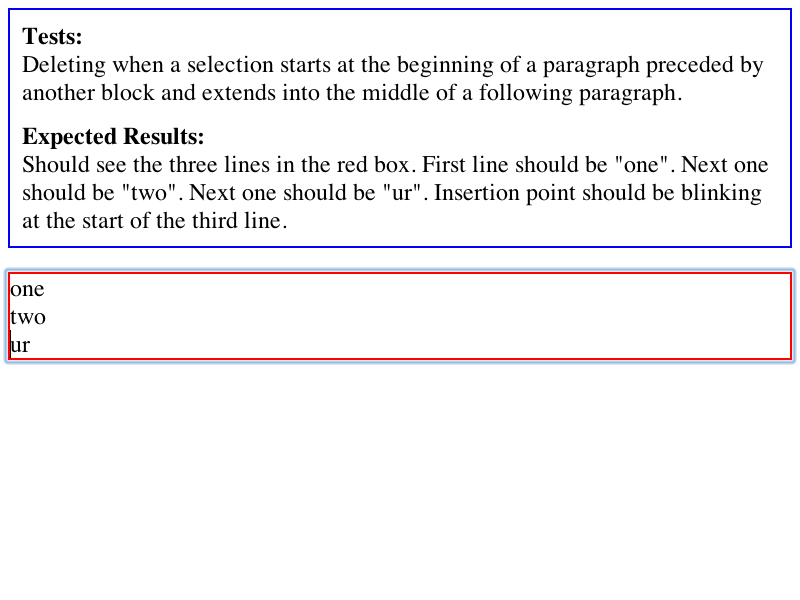 Tests:
Deleting when a selection starts at the beginning of a paragraph preceded by
another block and extends into the middle of a following paragraph.
Expected Results:
Should see the three lines in the red box. First line should be "one". Next one
should be "two". Next one should be "ur". Insertion point should be blinking
at the start of the third line.
one
two
ur